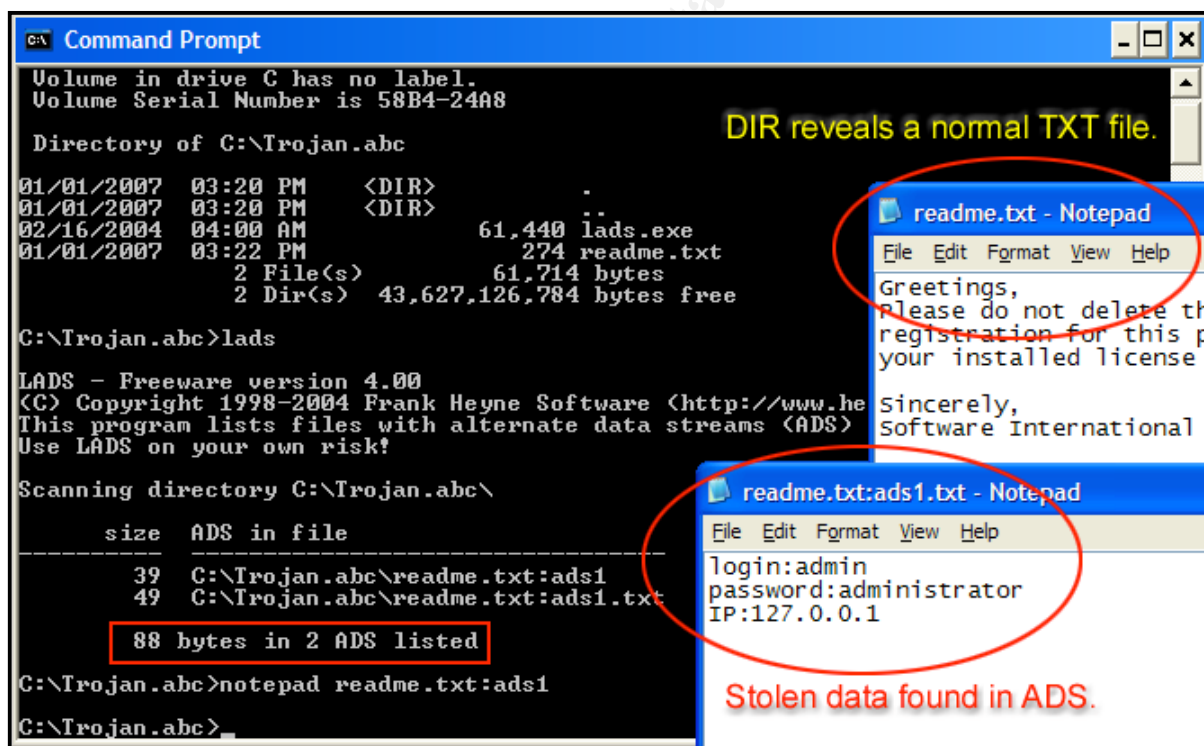 Command Prompt
Volume in drive C has no label.
Volume Serial Number is 58B4-24A8
Directory of C:\Trojan.abc
01/01/2007 03:20 PM <DIR> .
01/01/2007 03:20 PM <DIR> ..
02/16/2004 04:00 AM 61,440 lads.exe
01/01/2007 03:22 PM 274 readme.txt
2 File(s) 61,714 bytes
2 Dir(s) 43,627,126,784 bytes free
C:\Trojan.abc>lads
LADS - Freeware version 4.00
(C) Copyright 1998-2004 Frank Heyne Software (http://www.he
This program lists files with alternate data streams (ADS)
Use LADS on your own risk!
Scanning directory C:\Trojan.abc\
size ADS in file
39 C:\Trojan.abc\readme.txt:ads1
49 C:\Trojan.abc\readme.txt:ads1.txt
88 bytes in 2 ADS listed
C:\Trojan.abc>notepad readme.txt:ads1
C:\Trojan.abc>_
DIR reveals a normal TXT file.
readme.txt - Notepad
File Edit Format View Help
Greetings,
Please do not delete th
registration for this p
your installed license
Sincerely,
Software International
readme.txt:ads1.txt - Notepad
File Edit Format View Help
login:admin
password:administrator
IP:127.0.0.1
Stolen data found in ADS.